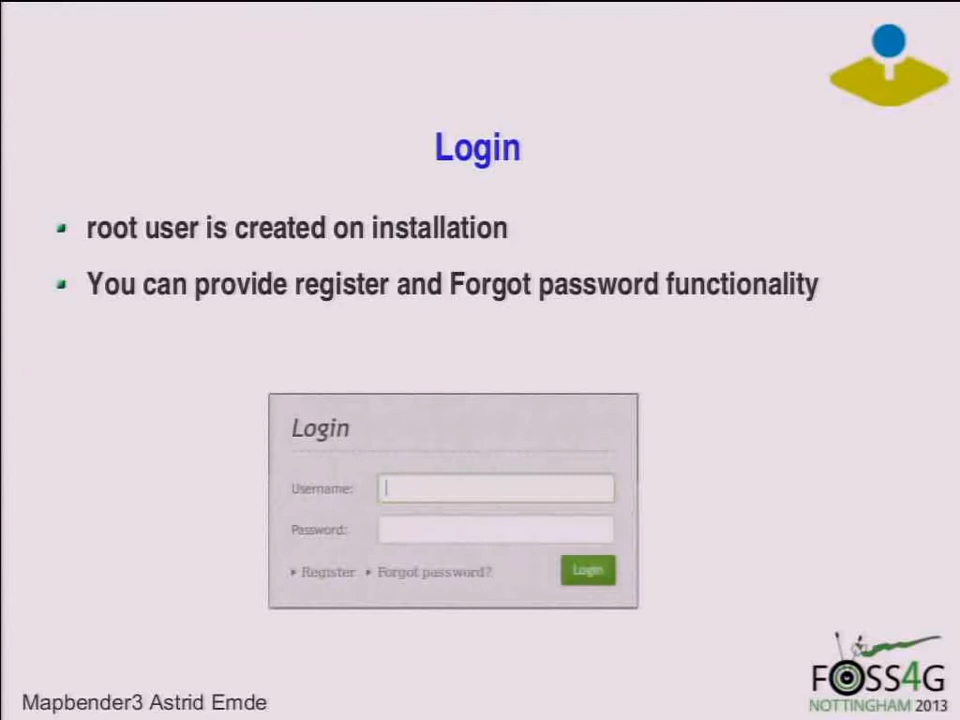 Login
root user is created on installation
You can provide register and Forgot password functionality
Login
Username:
Password:
Register Forgot password? Login
Mapbender3 Astrid Emde
FOSS4G
NOTTINGHAM 2013